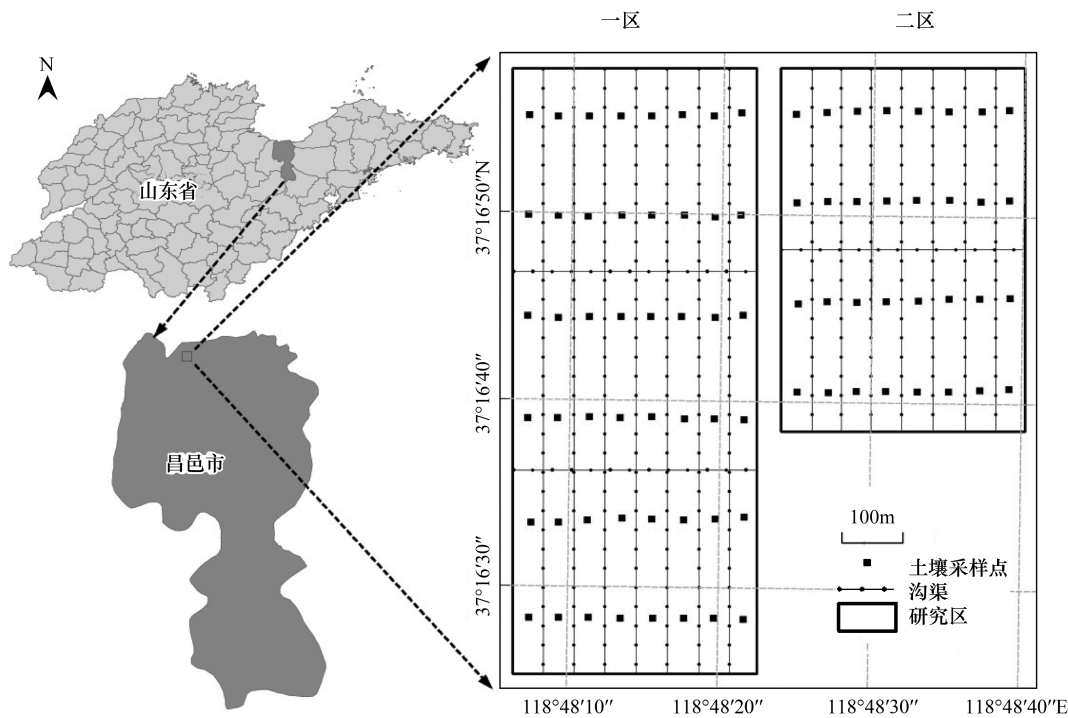 一区
二区
N
山东省
昌邑市
37°16′50″N
37°16′40″
37°16′30″
100m
土壤采样点
沟渠
研究区
118°48′10″
118°48′20″
118°48′30″
118°48′40″E